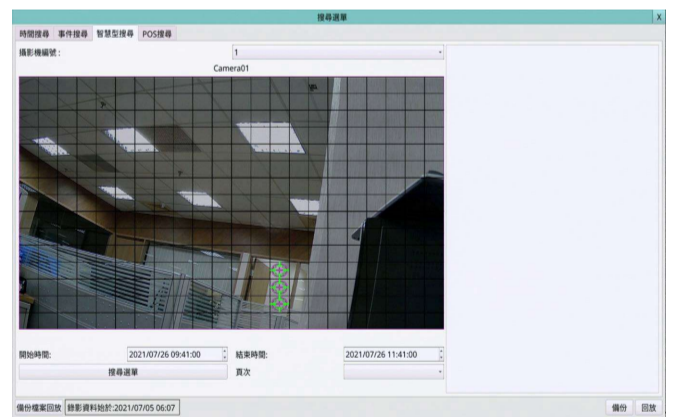 搜尋選單 X
時間搜尋 事件搜尋 智慧型搜尋 POS搜尋
攝影機編號: 1
Camera01
開始時間: 2021/07/26 09:41:00 結束時間: 2021/07/26 11:41:00
搜尋選單 頁次
備份檔案回放 錄影資料始於:2021/07/05 06:07 備份 回放